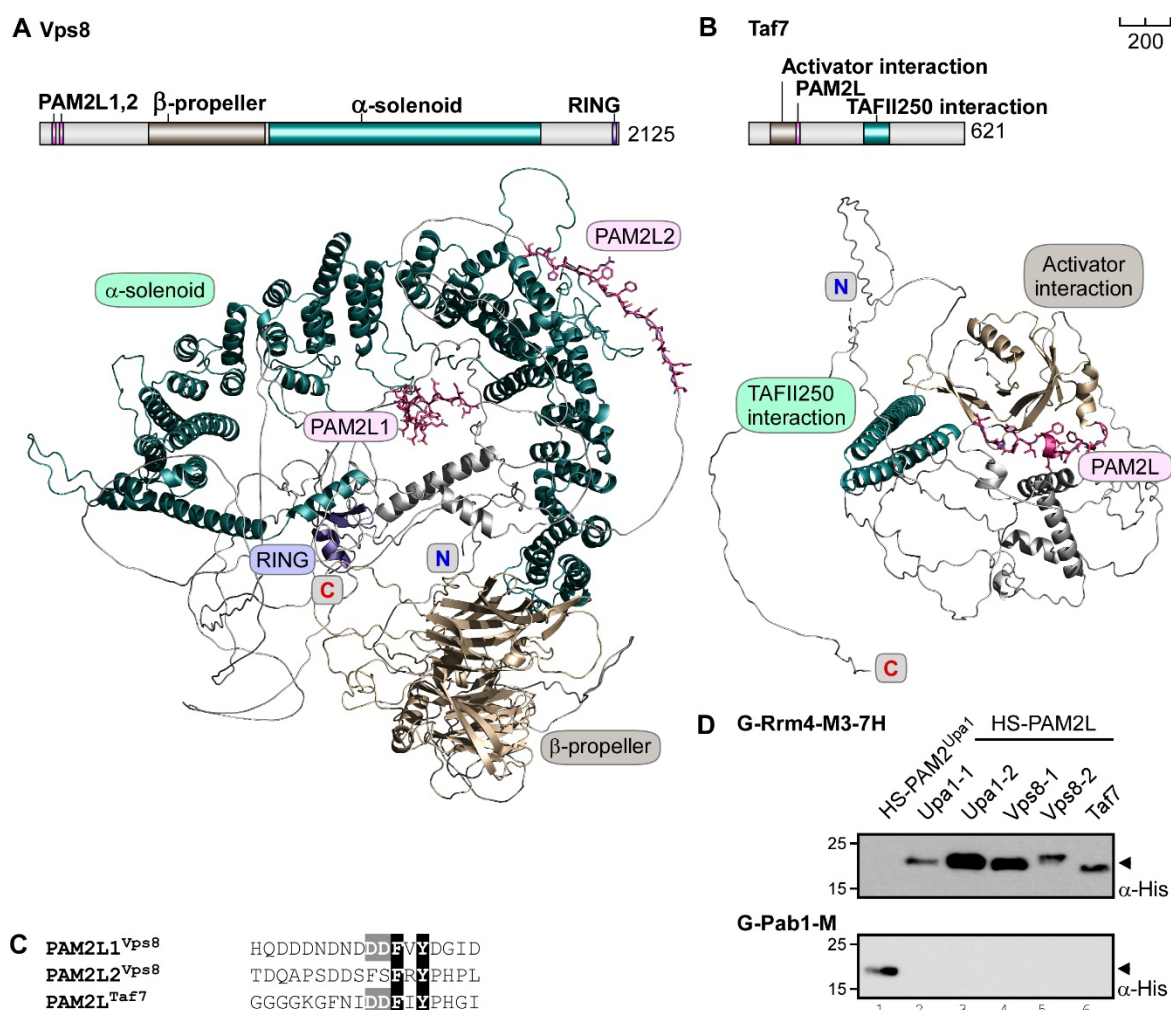 A Vps8
PAM2L1,2 β-propeller α-solenoid RING
2125
PAM2L2
α-solenoid
PAM2L1
RING
N
C
β-propeller
B Taf7
200
Activator interaction
PAM2L
TAFII250 interaction
621
N
Activator
interaction
TAFII250
interaction
PAM2L
C
C
PAM2L1Vps8 HQDDDNDNDDDFVYDGID
PAM2L2Vps8 TDQAPSDDSFSFRYPHPL
PAM2LTaf7 GGGGKGFNIDDFIYPHGI
D G-Rrm4-M3-7H
HS-PAM2L
HS-PAM2Upa1
Upa1-1
Upa1-2
Vps8-1
Vps8-2
Taf7
25
15
α-His
G-Pab1-M
25
15
α-His
1 2 3 4 5 6